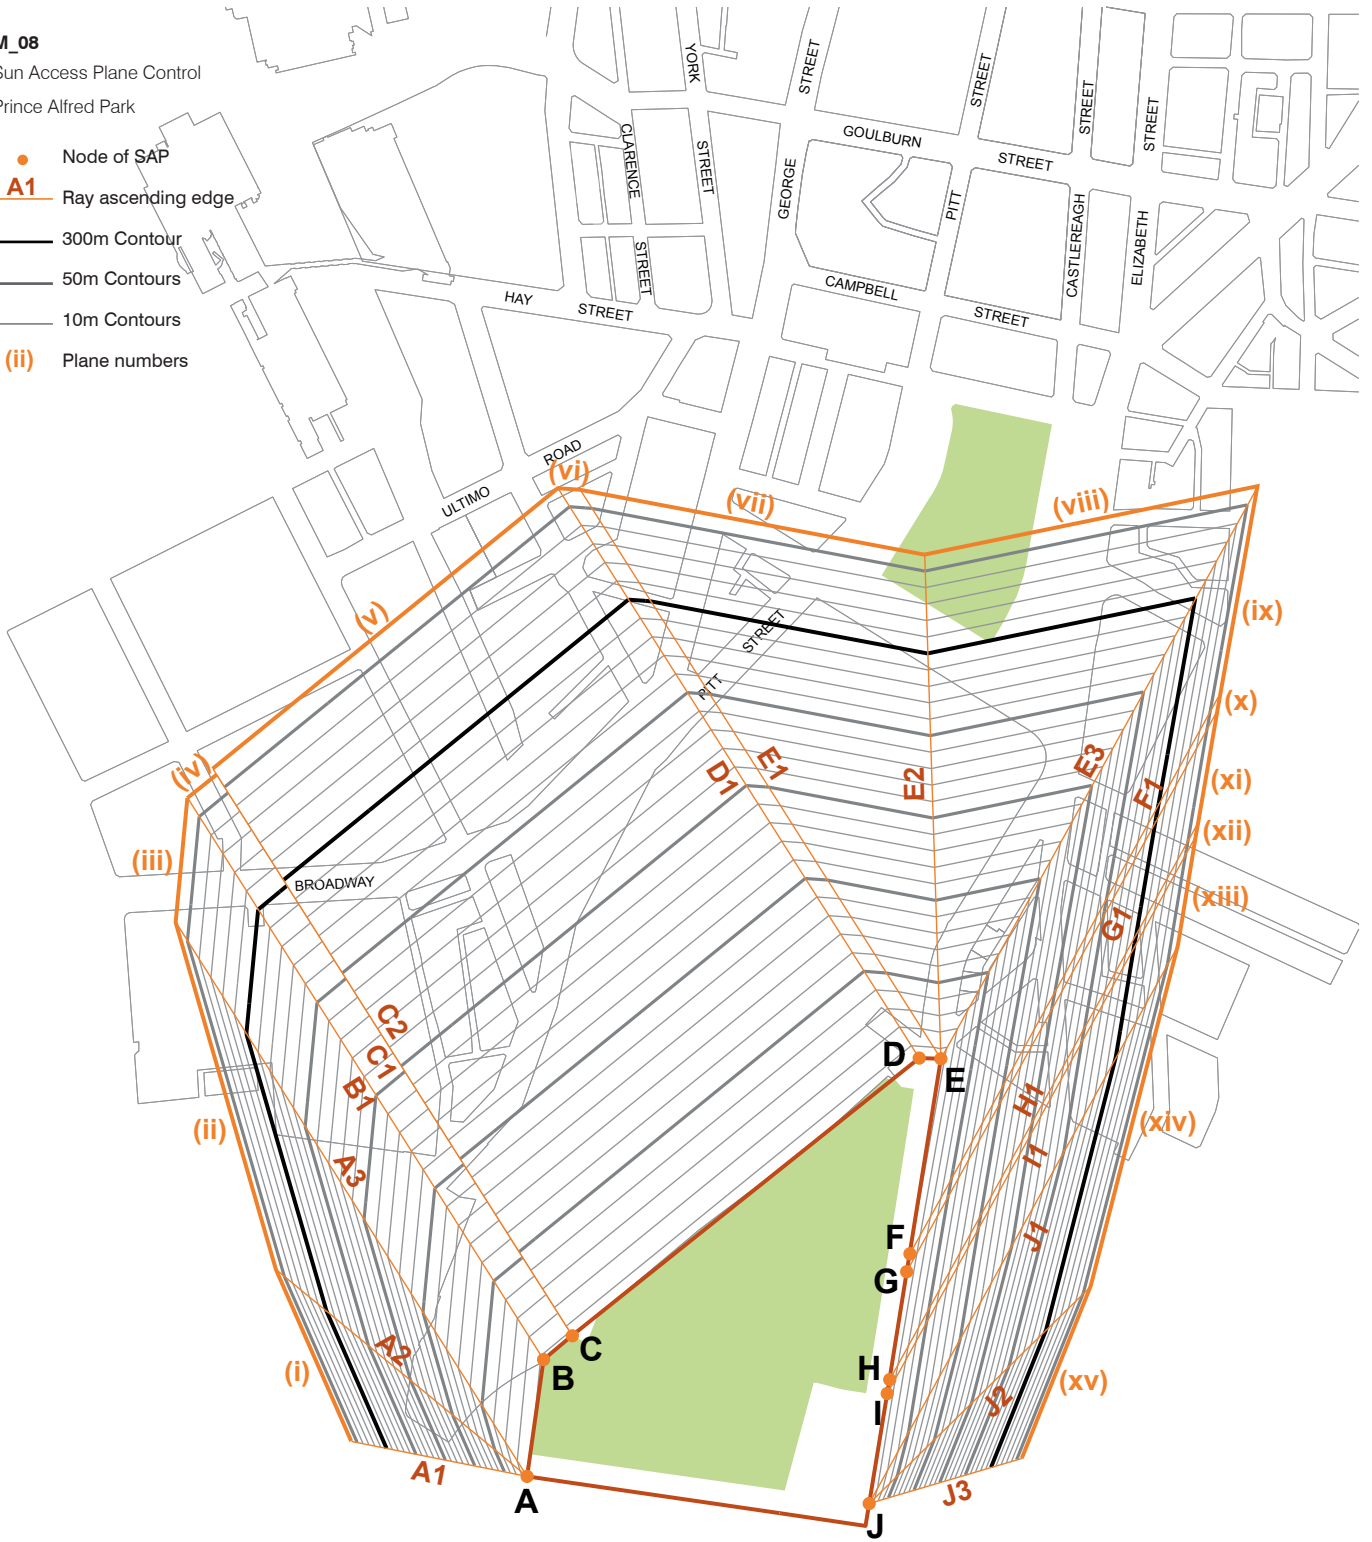 M_08
Sun Access Plane Control
Prince Alfred Park
Node of SAP
A1
Ray ascending edge
300m Contour
50m Contours
10m Contours
(ii)
Plane numbers
YORK
STREET
STREET
STREET
STREET
CLARENCE
STREET
GOULBURN
STREET
GEORGE
PITT
CASTLEREAGH
ELIZABETH
STREET
HAY
STREET
CAMPBELL
STREET
ROAD
ULTIMO
(vi)
(vii)
(viii)
(v)
(ix)
STREET
PITT
(x)
(iv)
D1
E1
E2
E3
F1
(xi)
(xii)
(iii)
BROADWAY
(xiii)
G1
C2
C1
B1
D
E
H1
(ii)
(xiv)
A3
I1
J1
F
G
A2
C
B
H
I
(i)
(xv)
J2
A1
A
J3
J